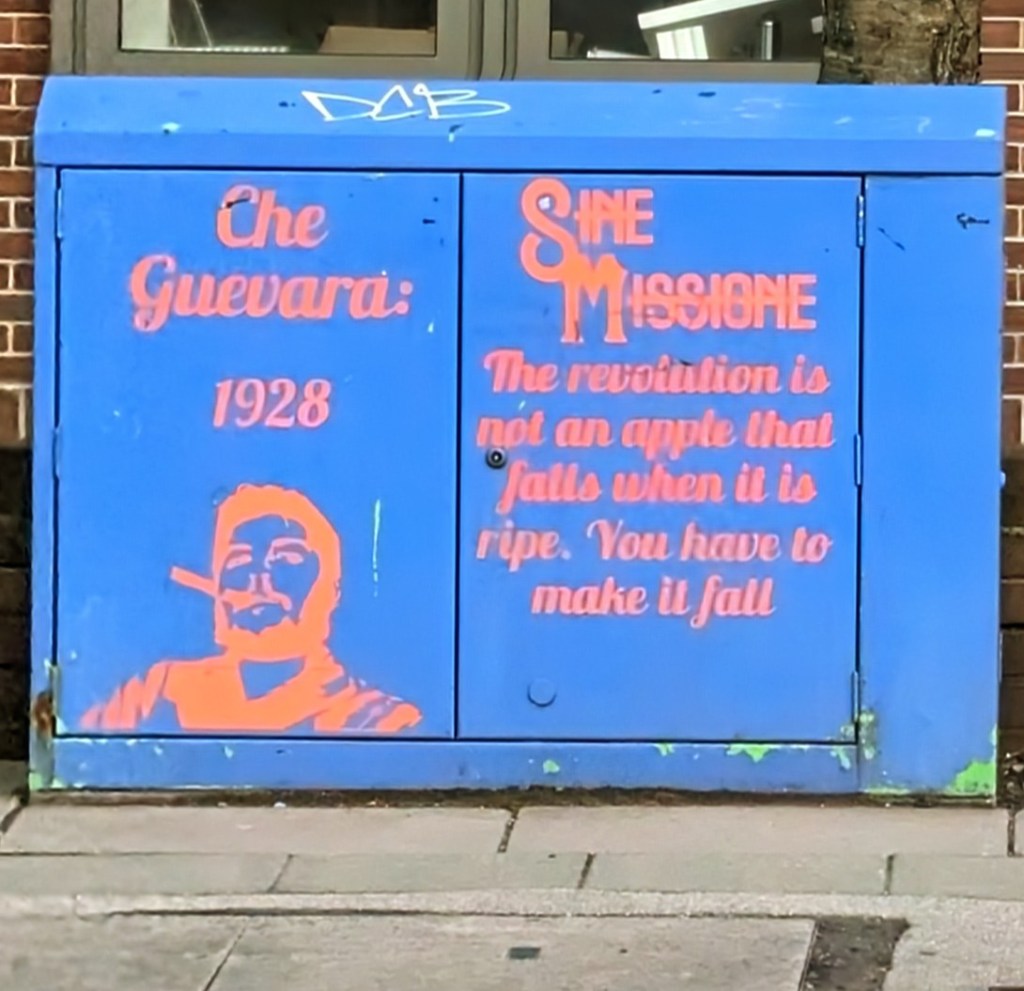 DCB
Che
Guevara:
1928
SINE
MISSIONE
The revolution is
not an apple that
falls when it is
ripe. You have to
make it fall